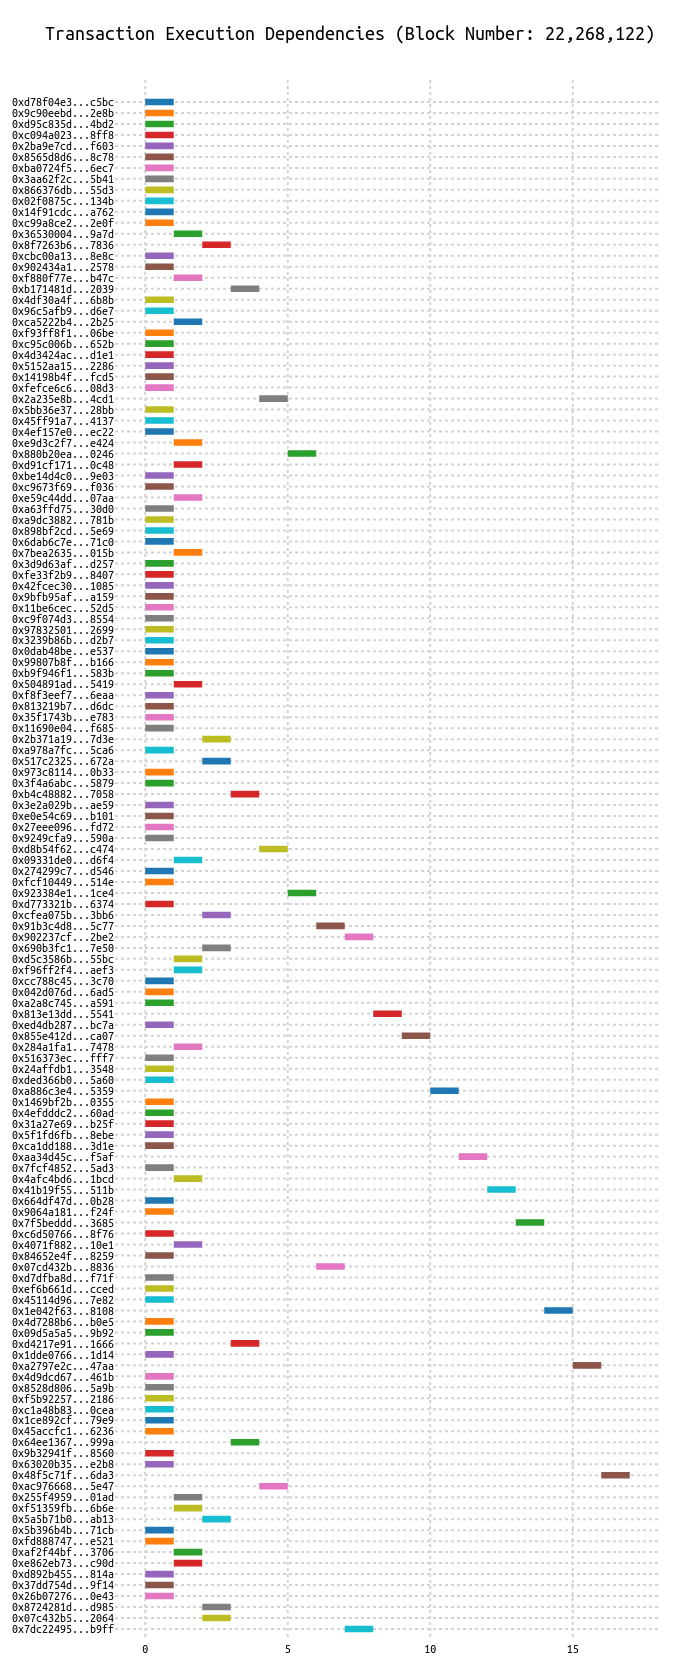 Transaction Execution Dependencies (Block Number: 22,268,122)
0xd78f04e3...c5bc
0x9c90eebd...2e8b
0xd95c835d...4bd2
0xc094a023...8ff8
0x2ba9e7cd...f603
0x8565d8d6...8c78
0xba0724f5...6ec7
0x3aa62f2c...5b41
0x866376db...55d3
0x02f0875c...134b
0x14f91cdc...a762
0xc99a8ce2...2e0f
0x36530004...9a7d
0x8f7263b6...7836
0xcbc00a13...8e8c
0x902434a1...2578
0xf880f77e...b47c
0xb171481d...2039
0x4df30a4f...6b8b
0x96c5afb9...d6e7
0xca5222b4...2b25
0xf93ff8f1...06be
0xc95c006b...652b
0x4d3424ac...d1e1
0x5152aa15...2286
0x14198b4f...fcd5
0xfefce6c6...08d3
0x2a235e8b...4cd1
0x5bb36e37...28bb
0x45ff91a7...4137
0x4ef157e0...ec22
0xe9d3c2f7...e424
0x880b20ea...0246
0xd91cf171...0c48
0xbe14d4c0...9e03
0xc9673f69...f036
0xe59c44dd...07aa
0xa63ffd75...30d0
0xa9dc3882...781b
0x898bf2cd...5e69
0x6dab6c7e...71c0
0x7bea2635...015b
0x3d9d63af...d257
0xfe33f2b9...8407
0x42fcec30...1085
0x9bfb95af...a159
0x11be6cec...52d5
0xc9f074d3...8554
0x97832501...2699
0x3239b86b...d2b7
0x0dab48be...e537
0x99807b8f...b166
0xb9f946f1...583b
0x504891ad...5419
0xf8f3eef7...6eaa
0x813219b7...d6dc
0x35f1743b...e783
0x11690e04...f685
0x2b371a19...7d3e
0xa978a7fc...5ca6
0x517c2325...672a
0x973c8114...0b33
0x3f4a6abc...5879
0xb4c48882...7058
0x3e2a029b...ae59
0xe0e54c69...b101
0x27eee096...fd72
0x9249cfa9...590a
0xd8b54f62...c474
0x09331de0...d6f4
0x274299c7...d546
0xfcf10449...514e
0x923384e1...1ce4
0xd773321b...6374
0xcfea075b...3bb6
0x91b3c4d8...5c77
0x902237cf...2be2
0x690b3fc1...7e50
0xd5c3586b...55bc
0xf96ff2f4...aef3
0xcc788c45...3c70
0x042d076d...6ad5
0xa2a8c745...a591
0x813e13dd...5541
0xed4db287...bc7a
0x855e412d...ca07
0x284a1fa1...7478
0x516373ec...fff7
0x24affdb1...3548
0xded366b0...5a60
0xa886c3e4...5359
0x1469bf2b...0355
0x4efdddc2...60ad
0x31a27e69...b25f
0x5f1fd6fb...8ebe
0xca1dd188...3d1e
0xaa34d45c...f5af
0x7fcf4852...5ad3
0x4afc4bd6...1bcd
0x41b19f55...511b
0x664df47d...0b28
0x9064a181...f24f
0x7f5beddd...3685
0xc6d50766...8f76
0x4071f882...10e1
0x84652e4f...8259
0x07cd432b...8836
0xd7dfba8d...f71f
0xef6b661d...cced
0x45114d96...7e82
0x1e042f63...8108
0x4d7288b6...b0e5
0x09d5a5a5...9b92
0xd4217e91...1666
0x1dde0766...1d14
0xa2797e2c...47aa
0x4d9dcd67...461b
0x8528d806...5a9b
0xf5b92257...2186
0xc1a48b83...0cea
0x1ce892cf...79e9
0x45accfc1...6236
0x64ee1367...999a
0x9b32941f...8560
0x63020b35...e2b8
0x48f5c71f...6da3
0xac976668...5e47
0x255f4959...01ad
0xf51359fb...6b6e
0x5a5b71b0...ab13
0x5b396b4b...71cb
0xfd888747...e521
0xaf2f44bf...3706
0xe862eb73...c90d
0xd892b455...814a
0x37dd754d...9f14
0x26b07276...0e43
0x8724281d...d985
0x07c432b5...2064
0x7dc22495...b9ff
0 5 10 15